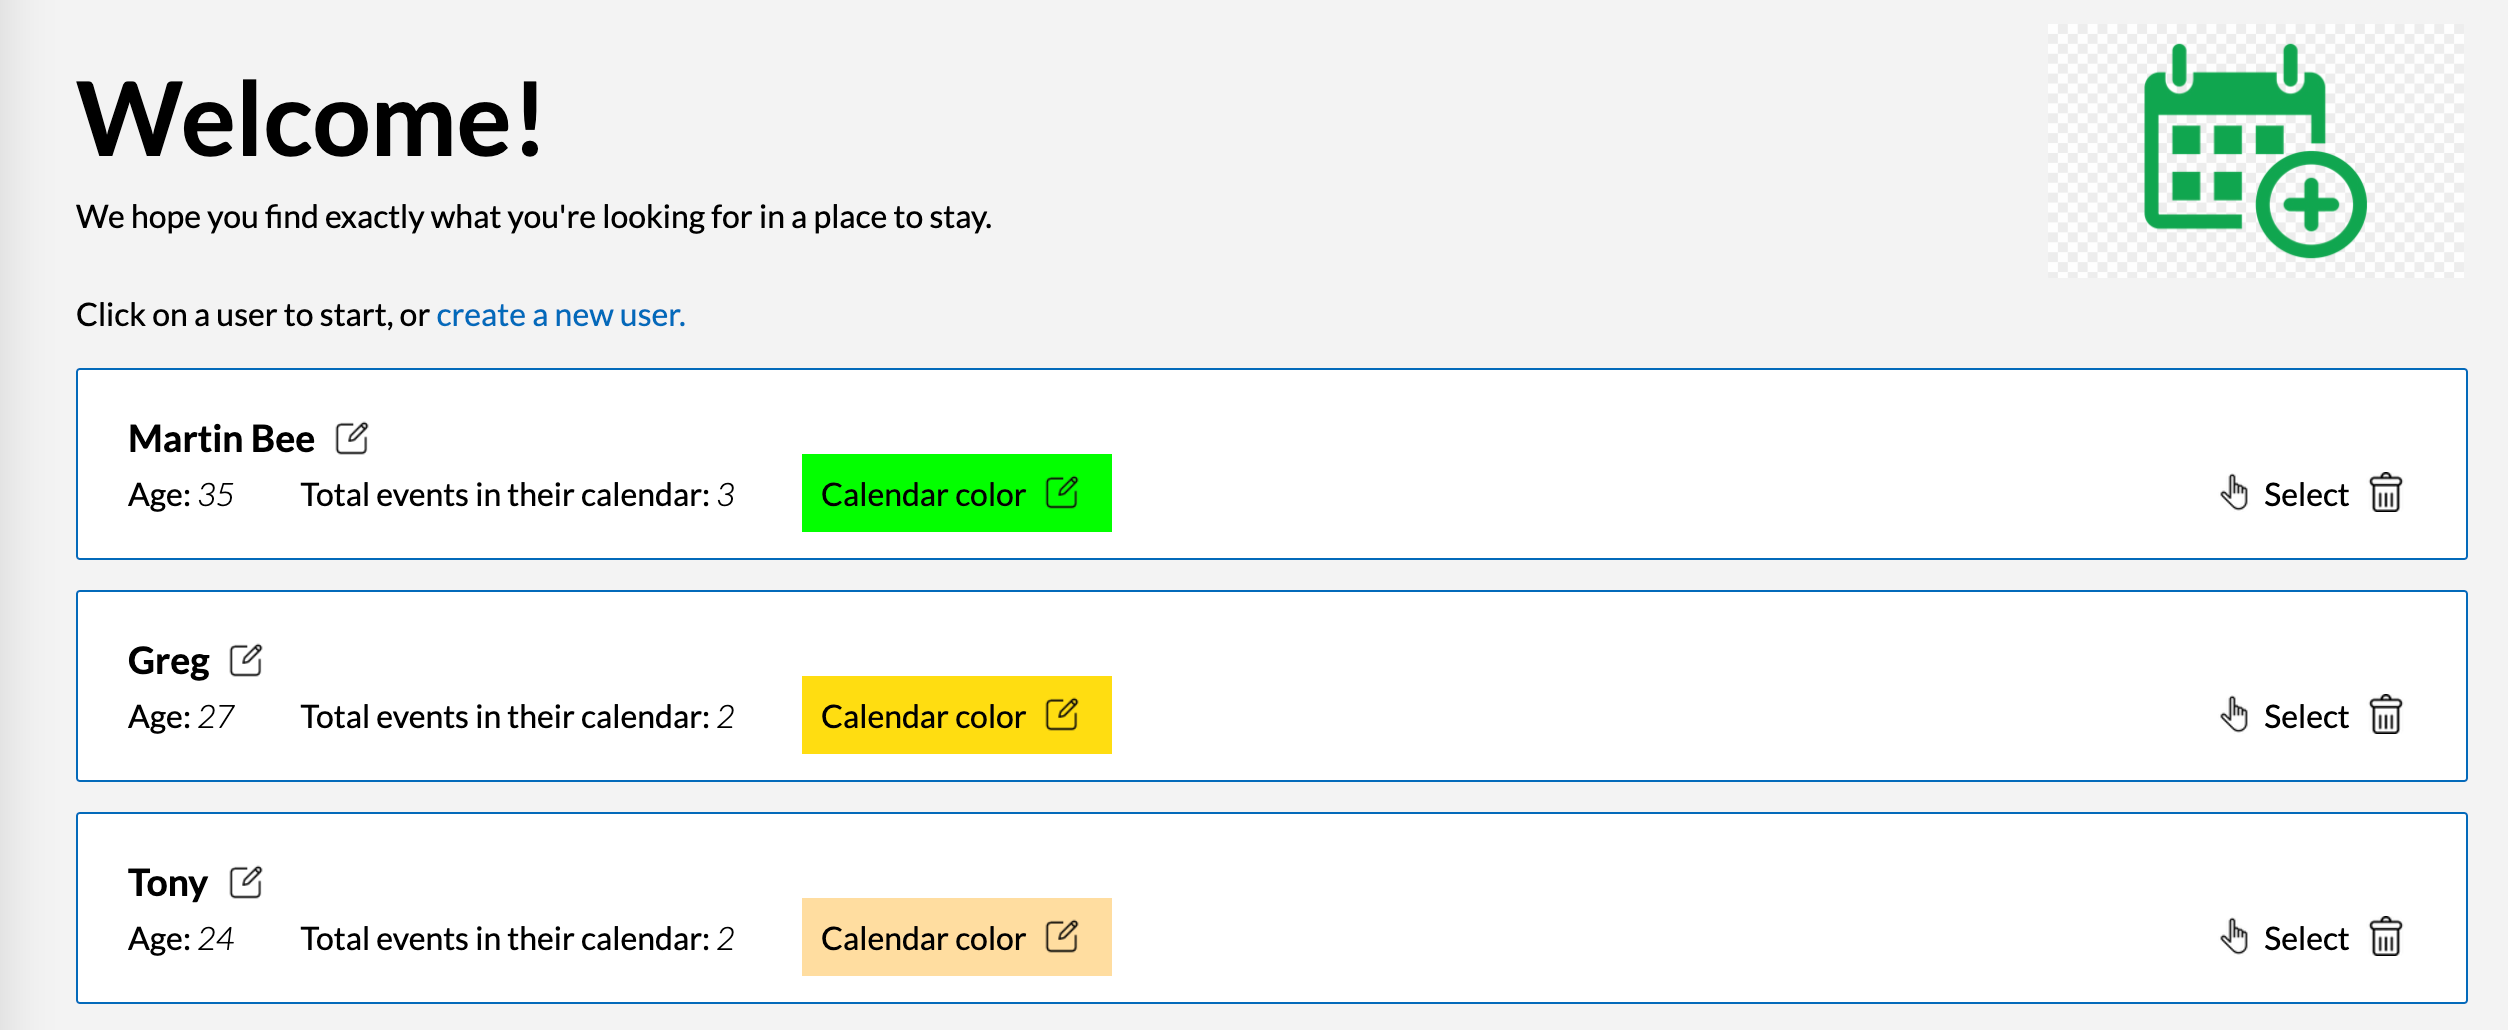 Welcome!
We hope you find exactly what you're looking for in a place to stay.
Click on a user to start, or create a new user.
Martin Bee
Age: 35 Total events in their calendar: 3 Calendar color Select
Greg
Age: 27 Total events in their calendar: 2 Calendar color Select
Tony
Age: 24 Total events in their calendar: 2 Calendar color Select